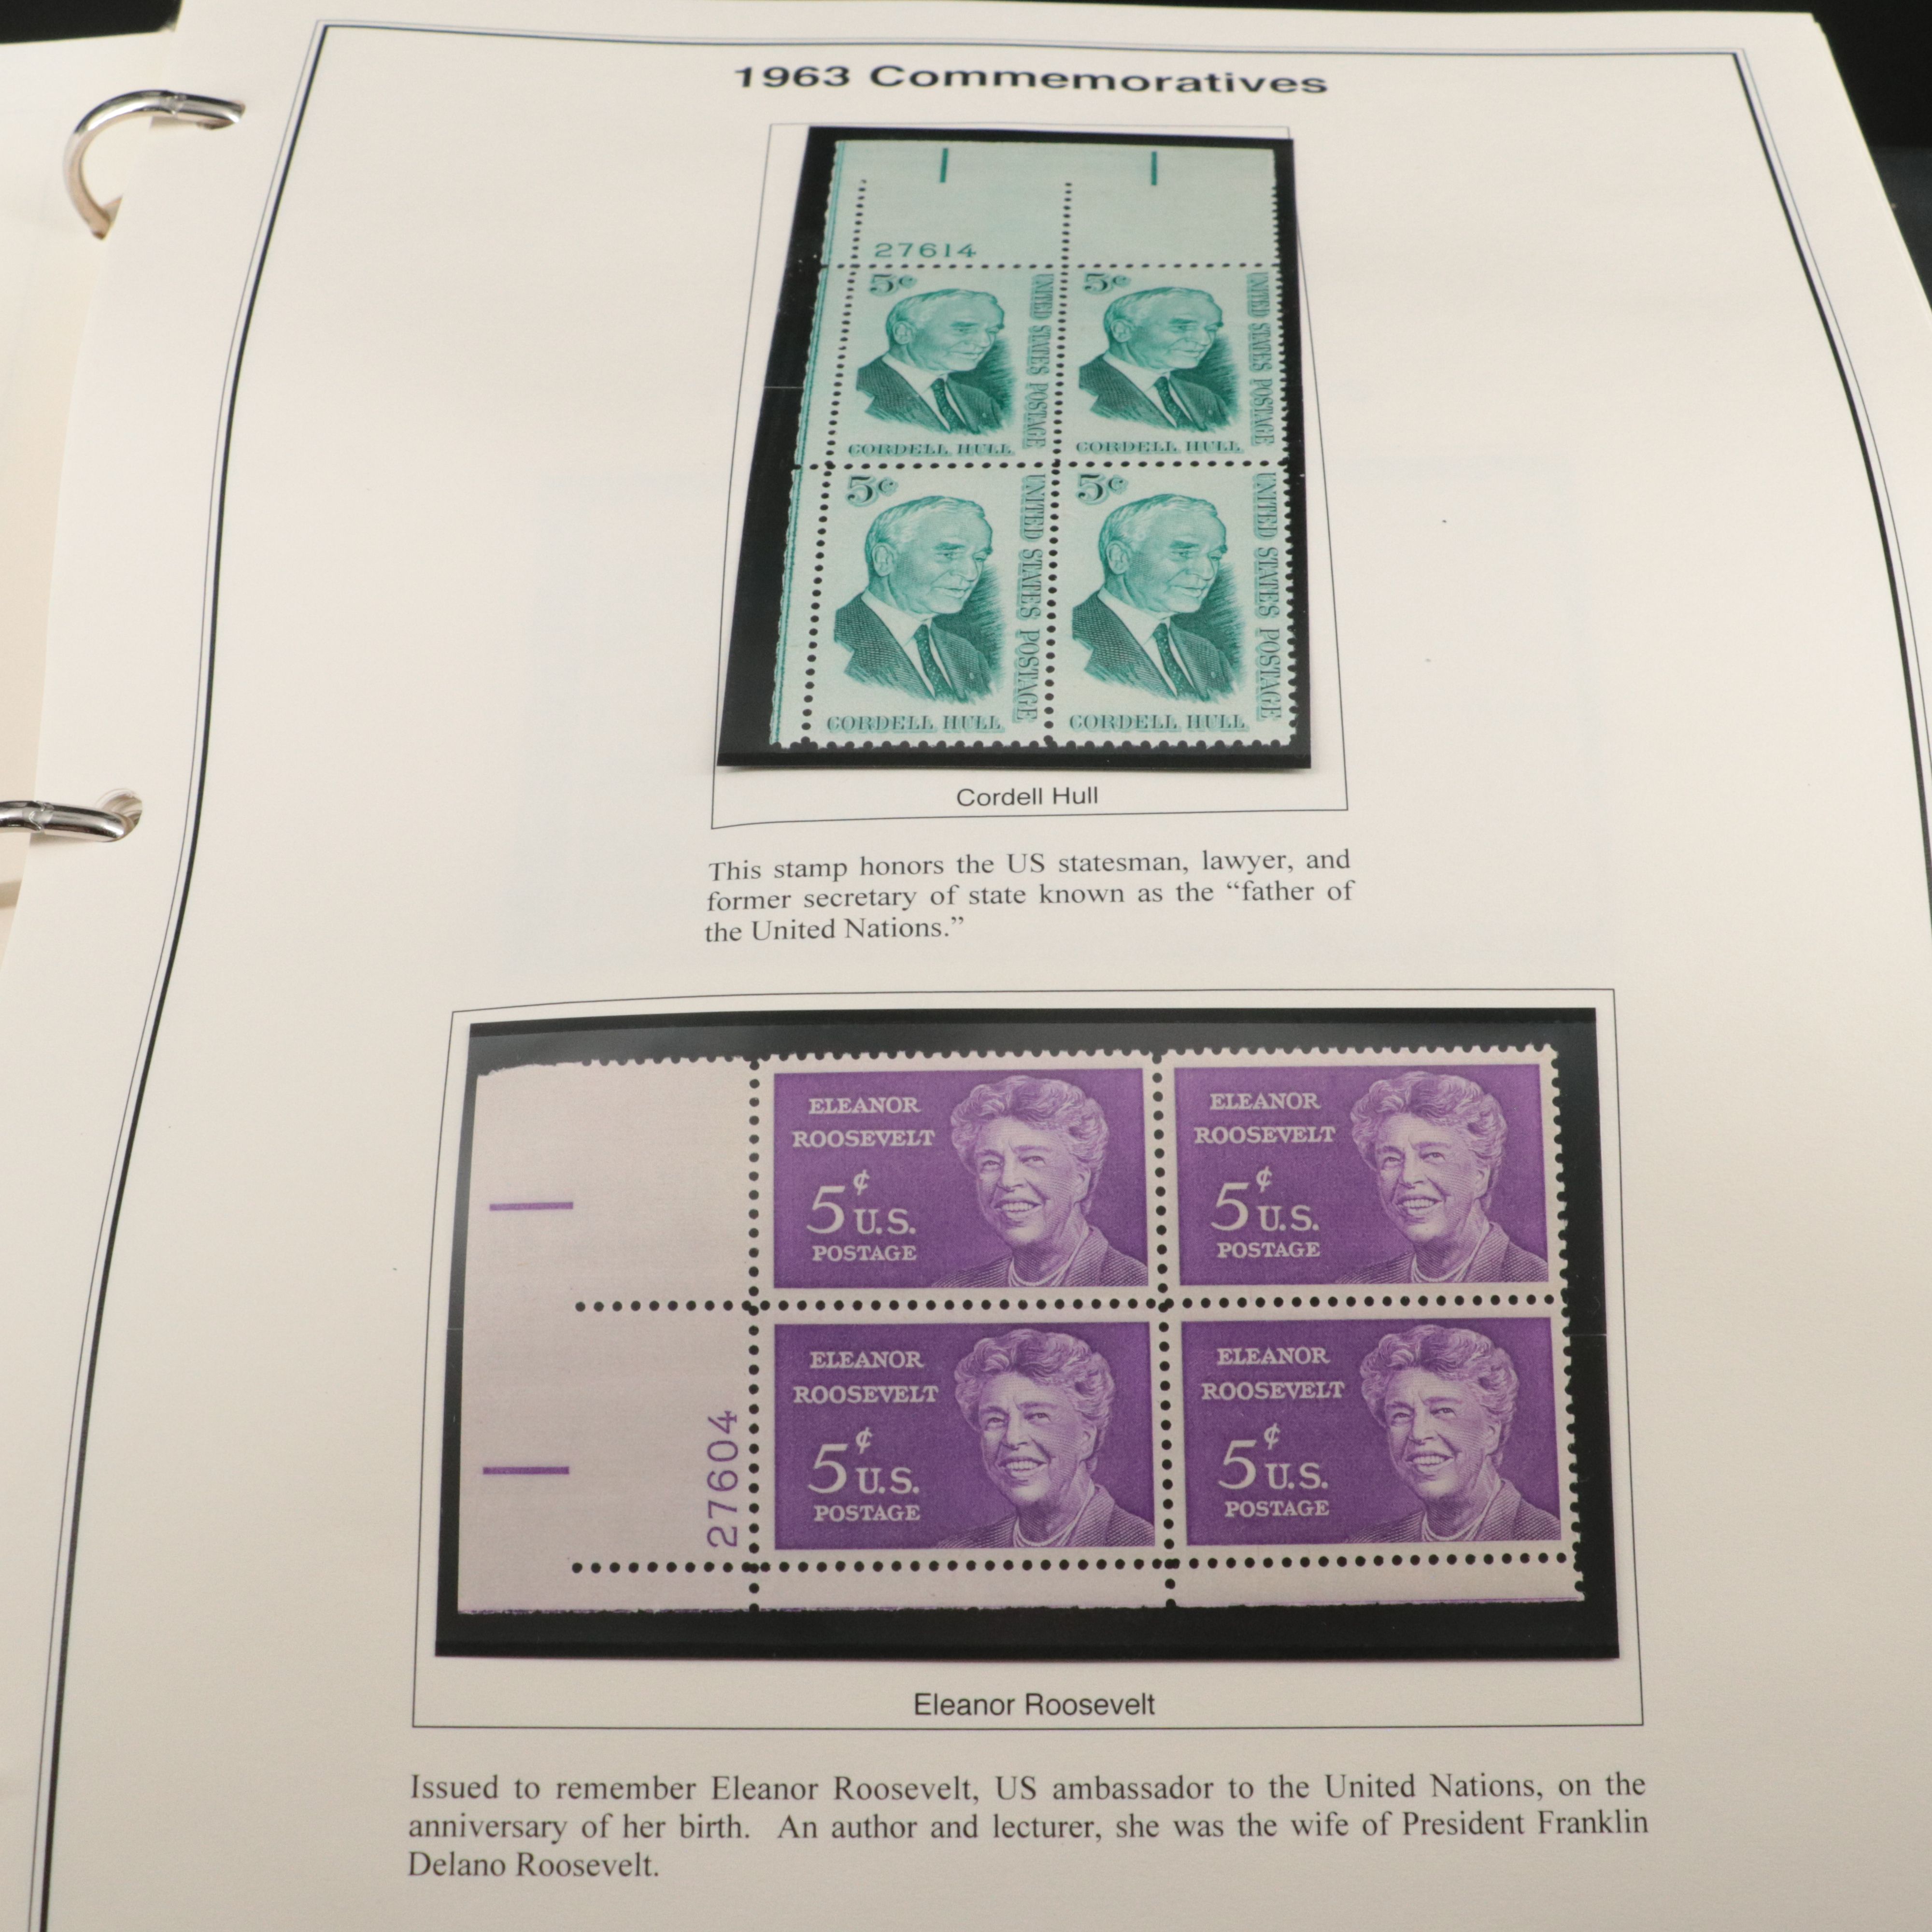 1963 Commemoratives
27614
5c UNITED STATES POSTAGE 5c UNITED STATES POSTAGE
CORDELL HULL CORDELL HULL
5c UNITED STATES POSTAGE 5c UNITED STATES POSTAGE
CORDELL HULL CORDELL HULL
Cordell Hull
This stamp honors the US statesman, lawyer, and
former secretary of state known as the “father of
the United Nations.”
ELEANOR ELEANOR
ROOSEVELT ROOSEVELT
5¢ U.S. 5¢ U.S.
POSTAGE POSTAGE
27604
ELEANOR ELEANOR
ROOSEVELT ROOSEVELT
5¢ U.S. 5¢ U.S.
POSTAGE POSTAGE
Eleanor Roosevelt
Issued to remember Eleanor Roosevelt, US ambassador to the United Nations, on the
anniversary of her birth. An author and lecturer, she was the wife of President Franklin
Delano Roosevelt.